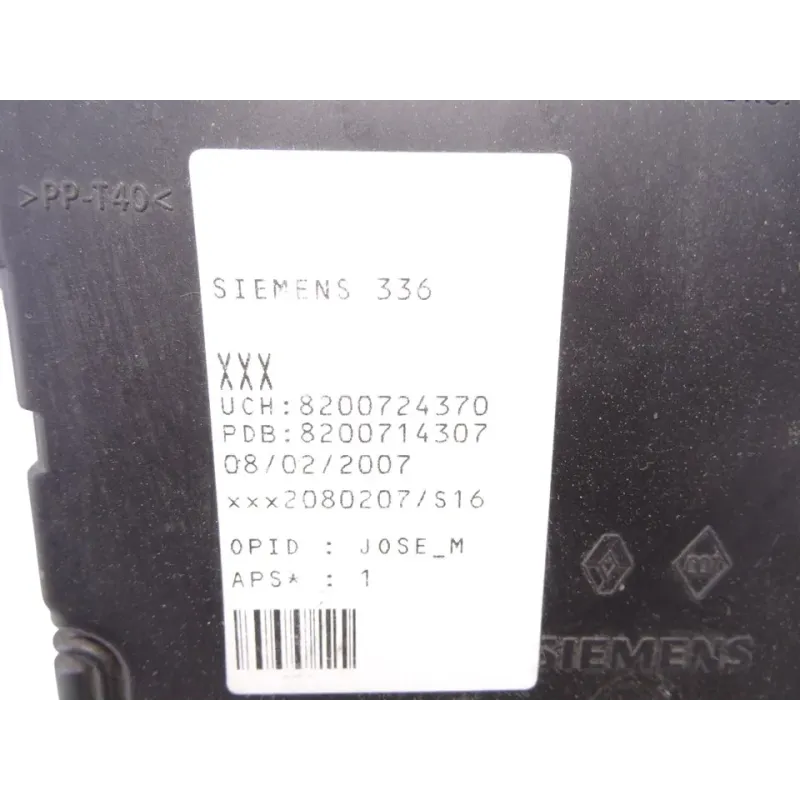 >PP-T40<
SIEMENS 336
XXX
UCH:8200724370
PDB:8200714307
08/02/2007
xxx2080207/S16
OPID : JOSE_M
APS* : 1
SIEMENS